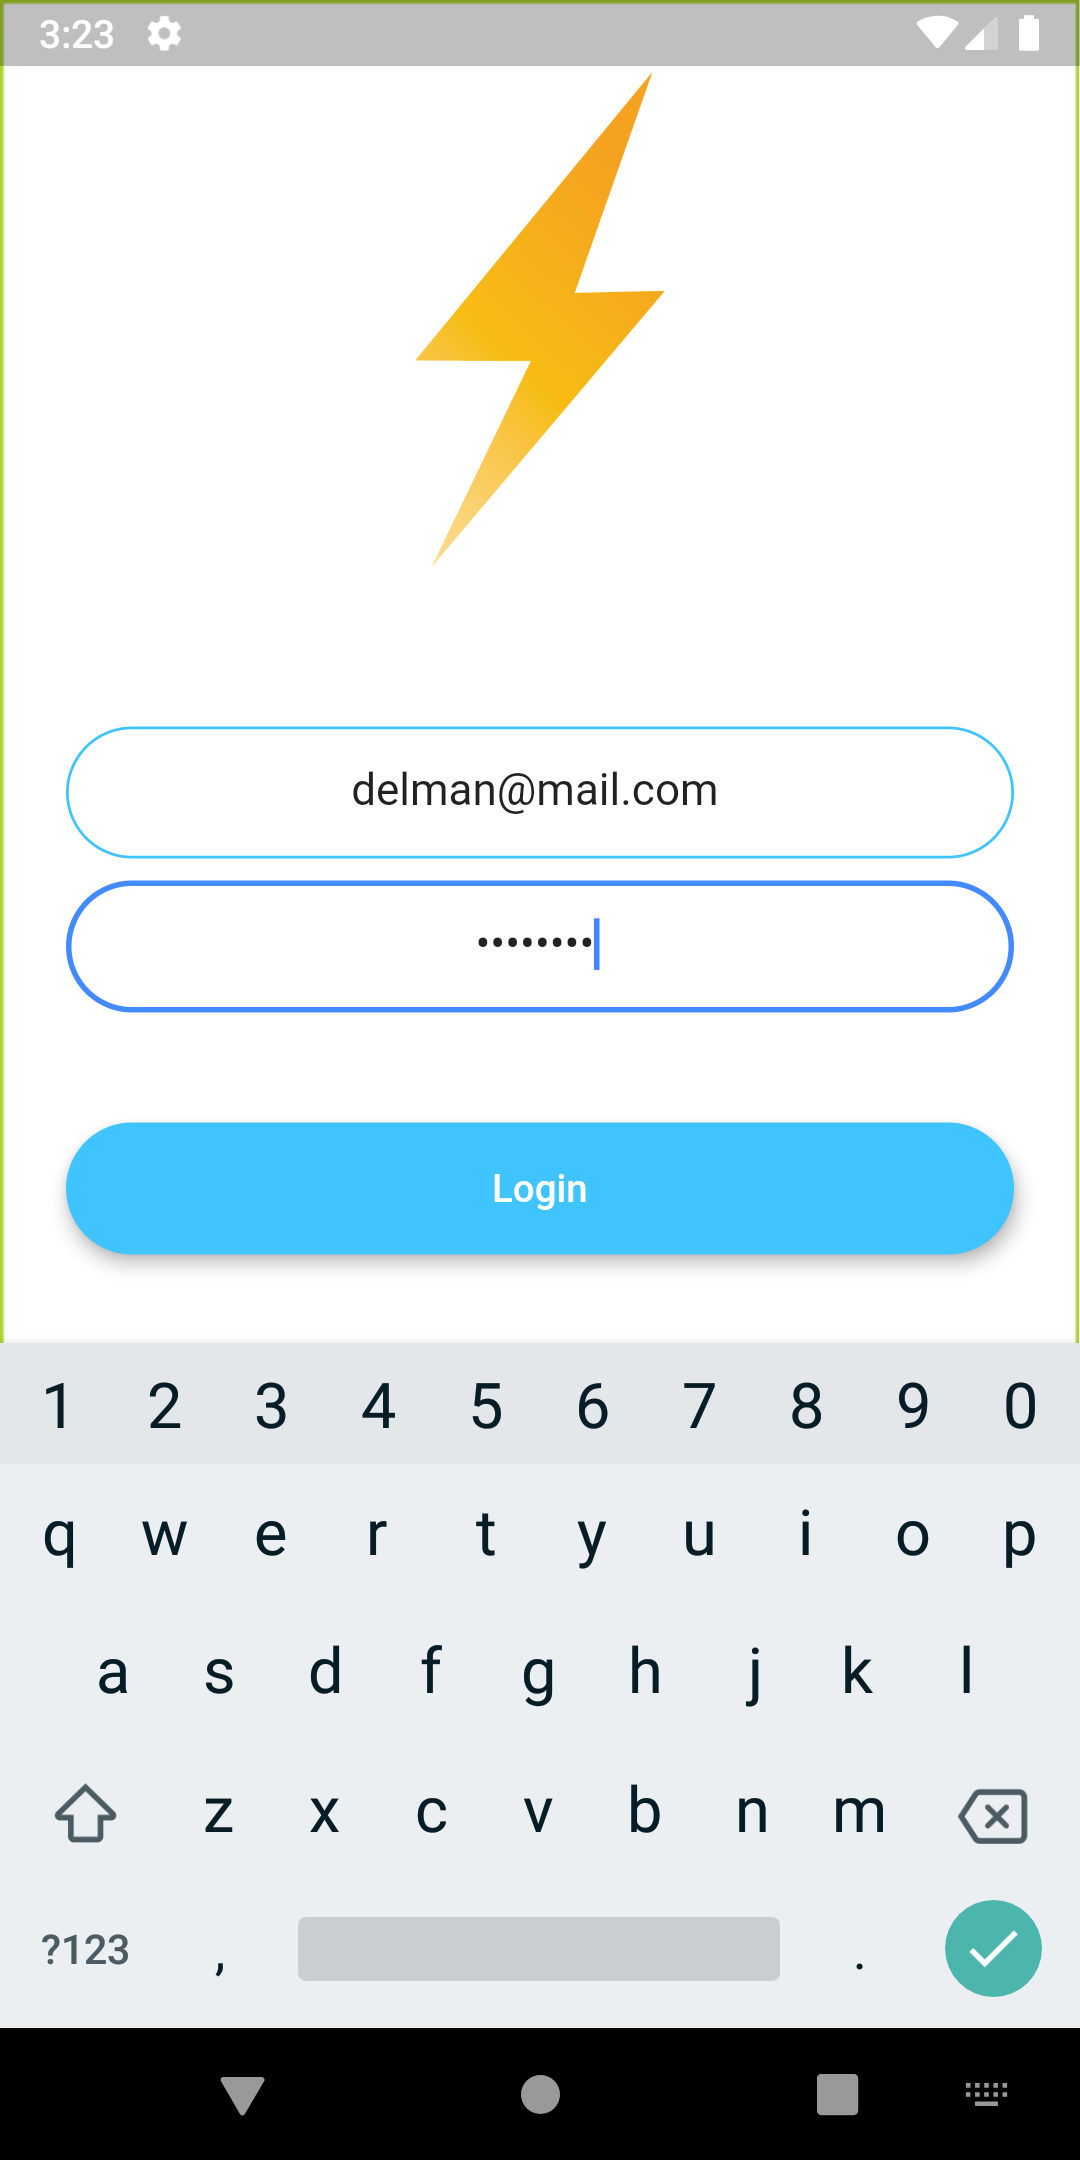 3:23
delman@mail.com
••••••••
Login
1 2 3 4 5 6 7 8 9 0
q w e r t y u i o p
a s d f g h j k l
z x c v b n m
?123 , .